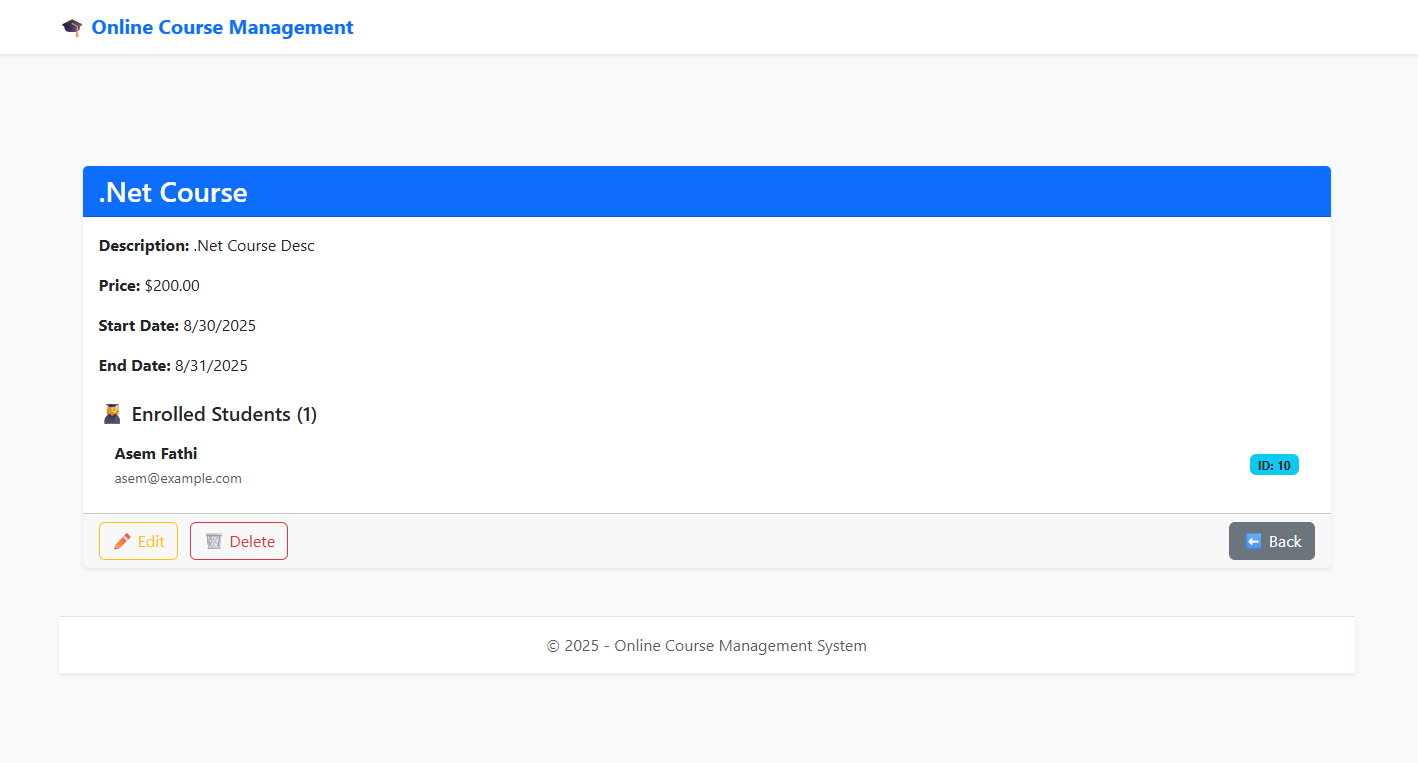 Online Course Management
.Net Course
Description: .Net Course Desc
Price: $200.00
Start Date: 8/30/2025
End Date: 8/31/2025
Enrolled Students (1)
Asem Fathi
asem@example.com
ID: 10
Edit
Delete
Back
© 2025 - Online Course Management System